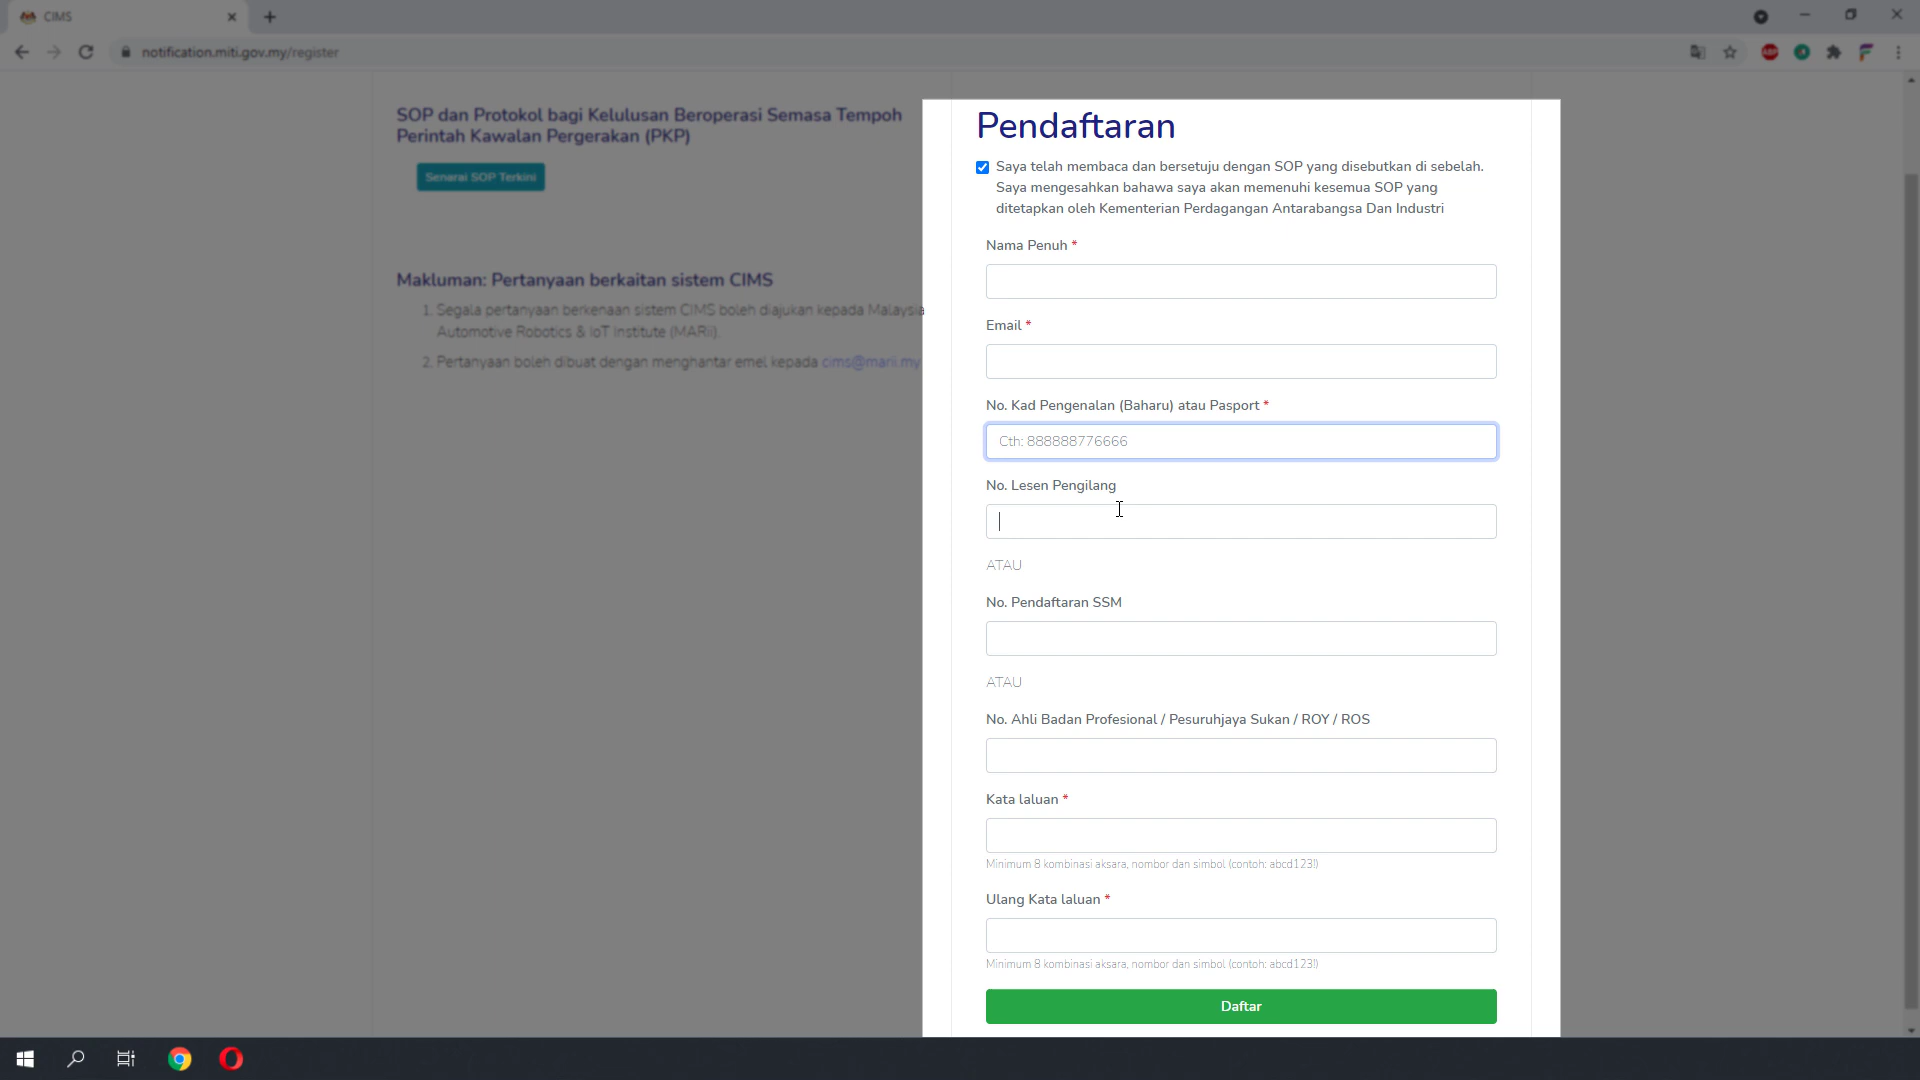 CIMS
notification.miti.gov.my/register
ABP
SOP dan Protokol bagi Kelulusan Beroperasi Semasa Tempoh
Perintah Kawalan Pergerakan (PKP)
Senarai SOP Terkini
Makluman: Pertanyaan berkaitan sistem CIMS
1. Segala pertanyaan berkenaan sistem CIMS boleh diajukan kepada Malaysia
Automotive Robotics & IoT Institute (MARii).
2. Pertanyaan boleh dibuat dengan menghantar emel kepada cims@marii.my
Pendaftaran
Saya telah membaca dan bersetuju dengan SOP yang disebutkan di sebelah.
Saya mengesahkan bahawa saya akan memenuhi kesemua SOP yang
ditetapkan oleh Kementerian Perdagangan Antarabangsa Dan Industri
Nama Penuh *
Email *
No. Kad Pengenalan (Baharu) atau Pasport *
Cth: 888888776666
No. Lesen Pengilang
ATAU
No. Pendaftaran SSM
ATAU
No. Ahli Badan Profesional / Pesuruhjaya Sukan / ROY / ROS
Kata laluan *
Minimum 8 kombinasi aksara, nombor dan simbol (contoh: abcd123!)
Ulang Kata laluan *
Minimum 8 kombinasi aksara, nombor dan simbol (contoh: abcd123!)
Daftar